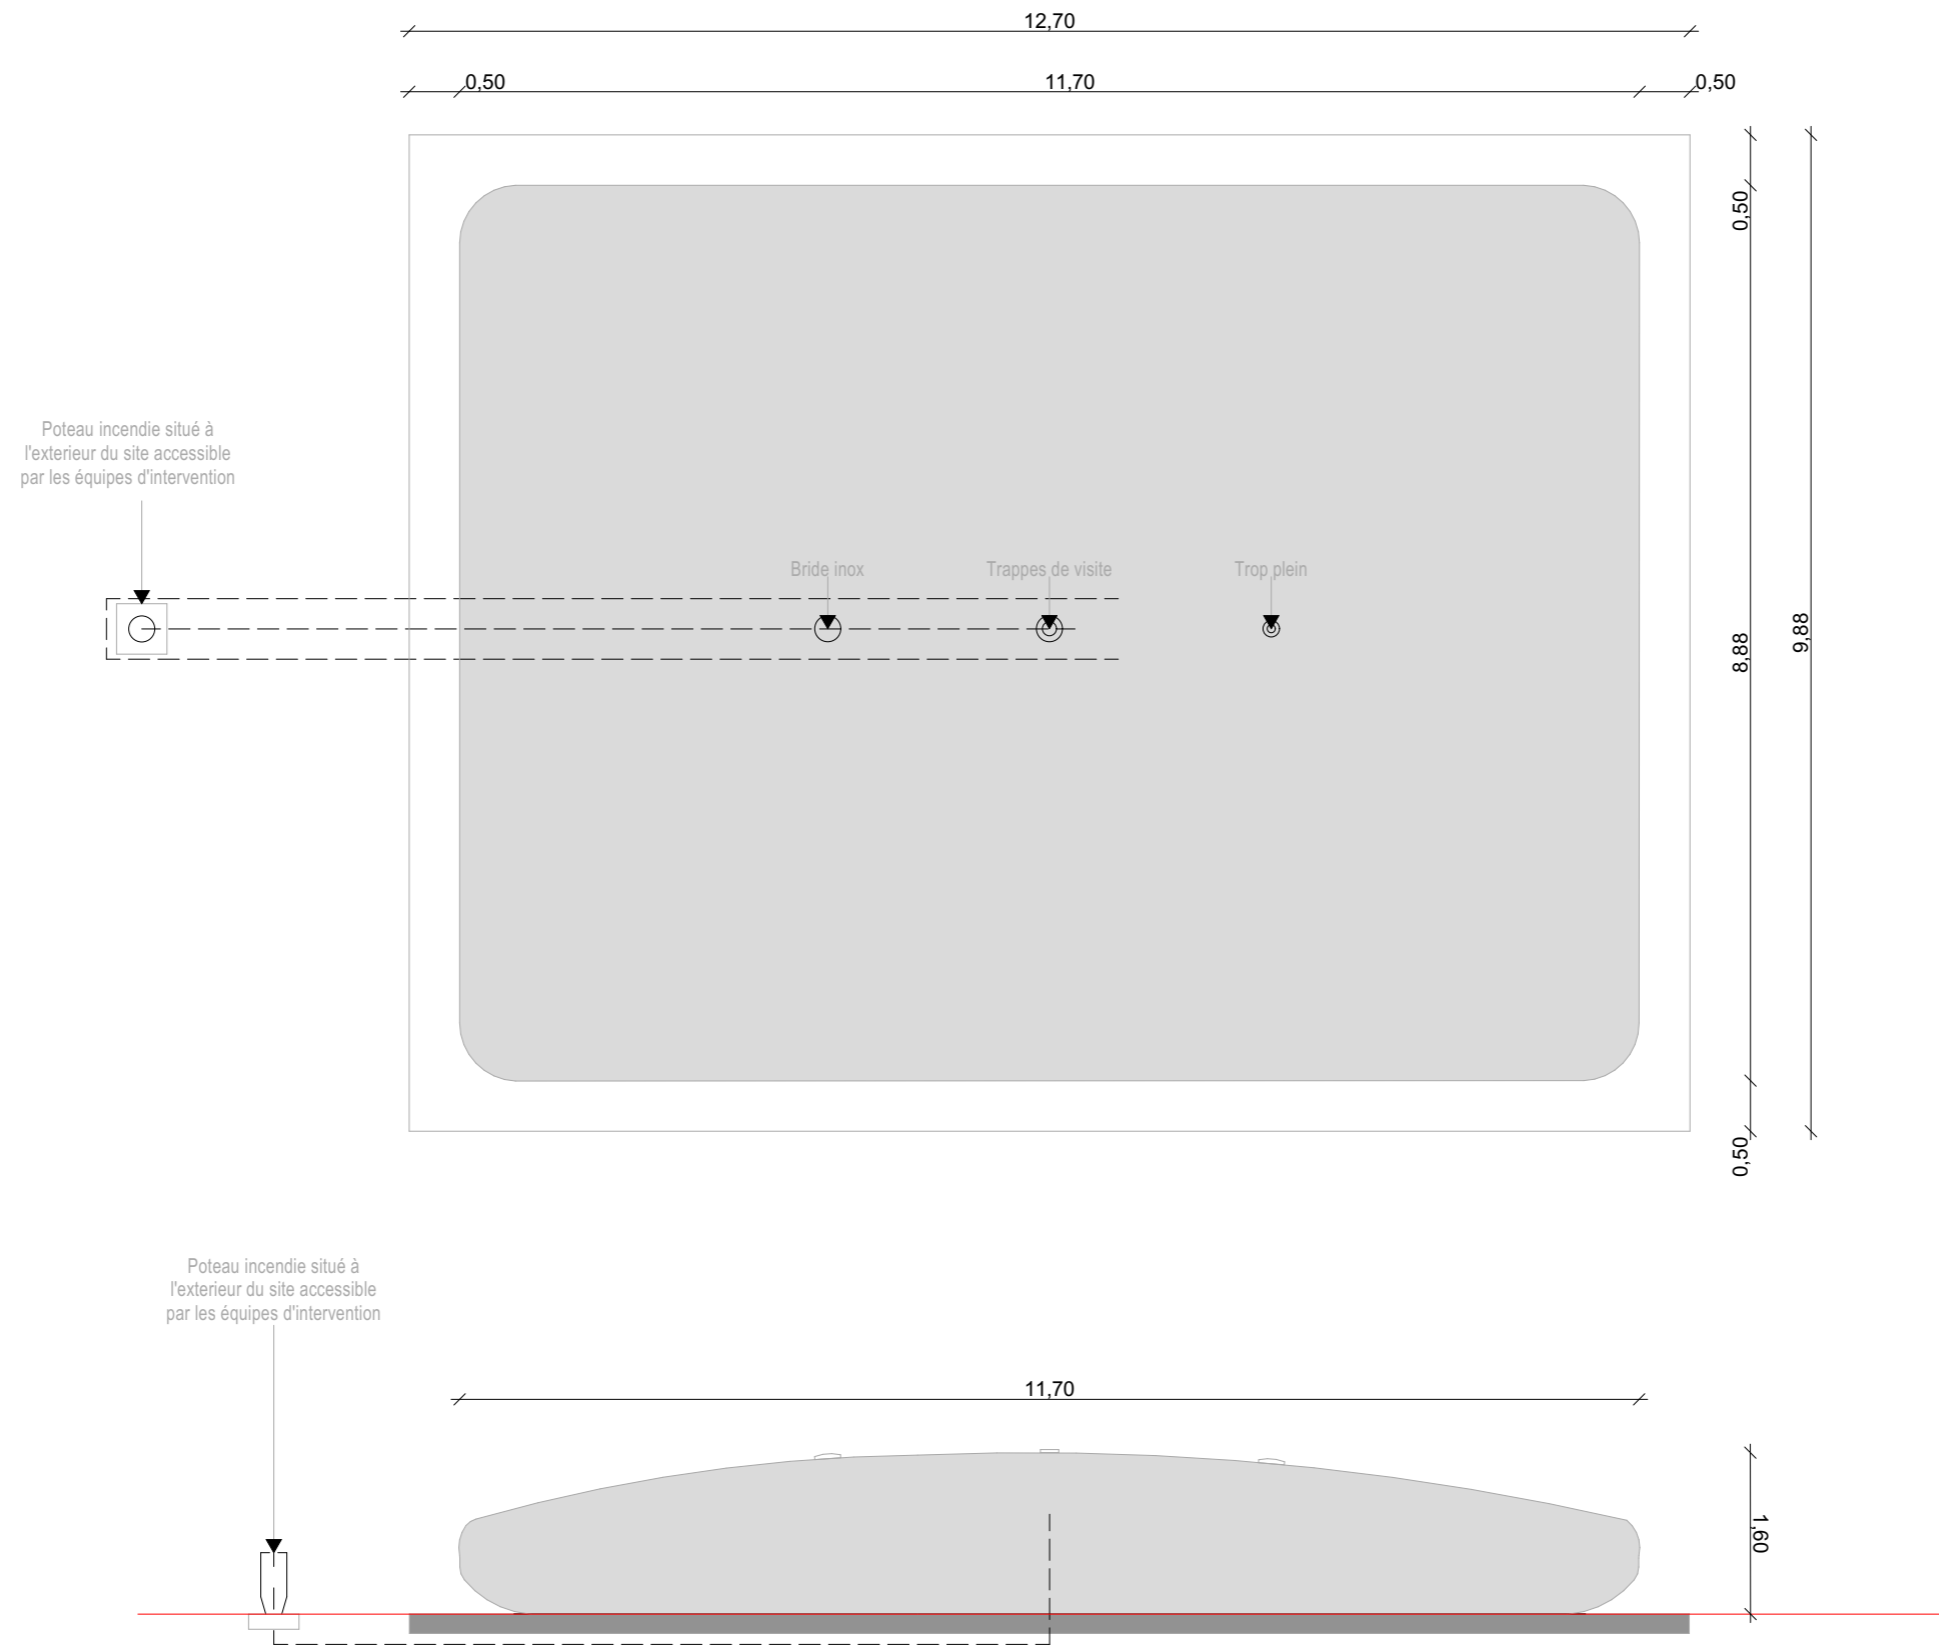 12,70
0,50
11,70
0,50
0,50
Poteau incendie situé à
l'exterieur du site accessible
par les équipes d'intervention
Bride inox
Trappes de visite
Trop plein
8,88
9,88
0,50
Poteau incendie situé à
l'exterieur du site accessible
par les équipes d'intervention
11,70
1,60